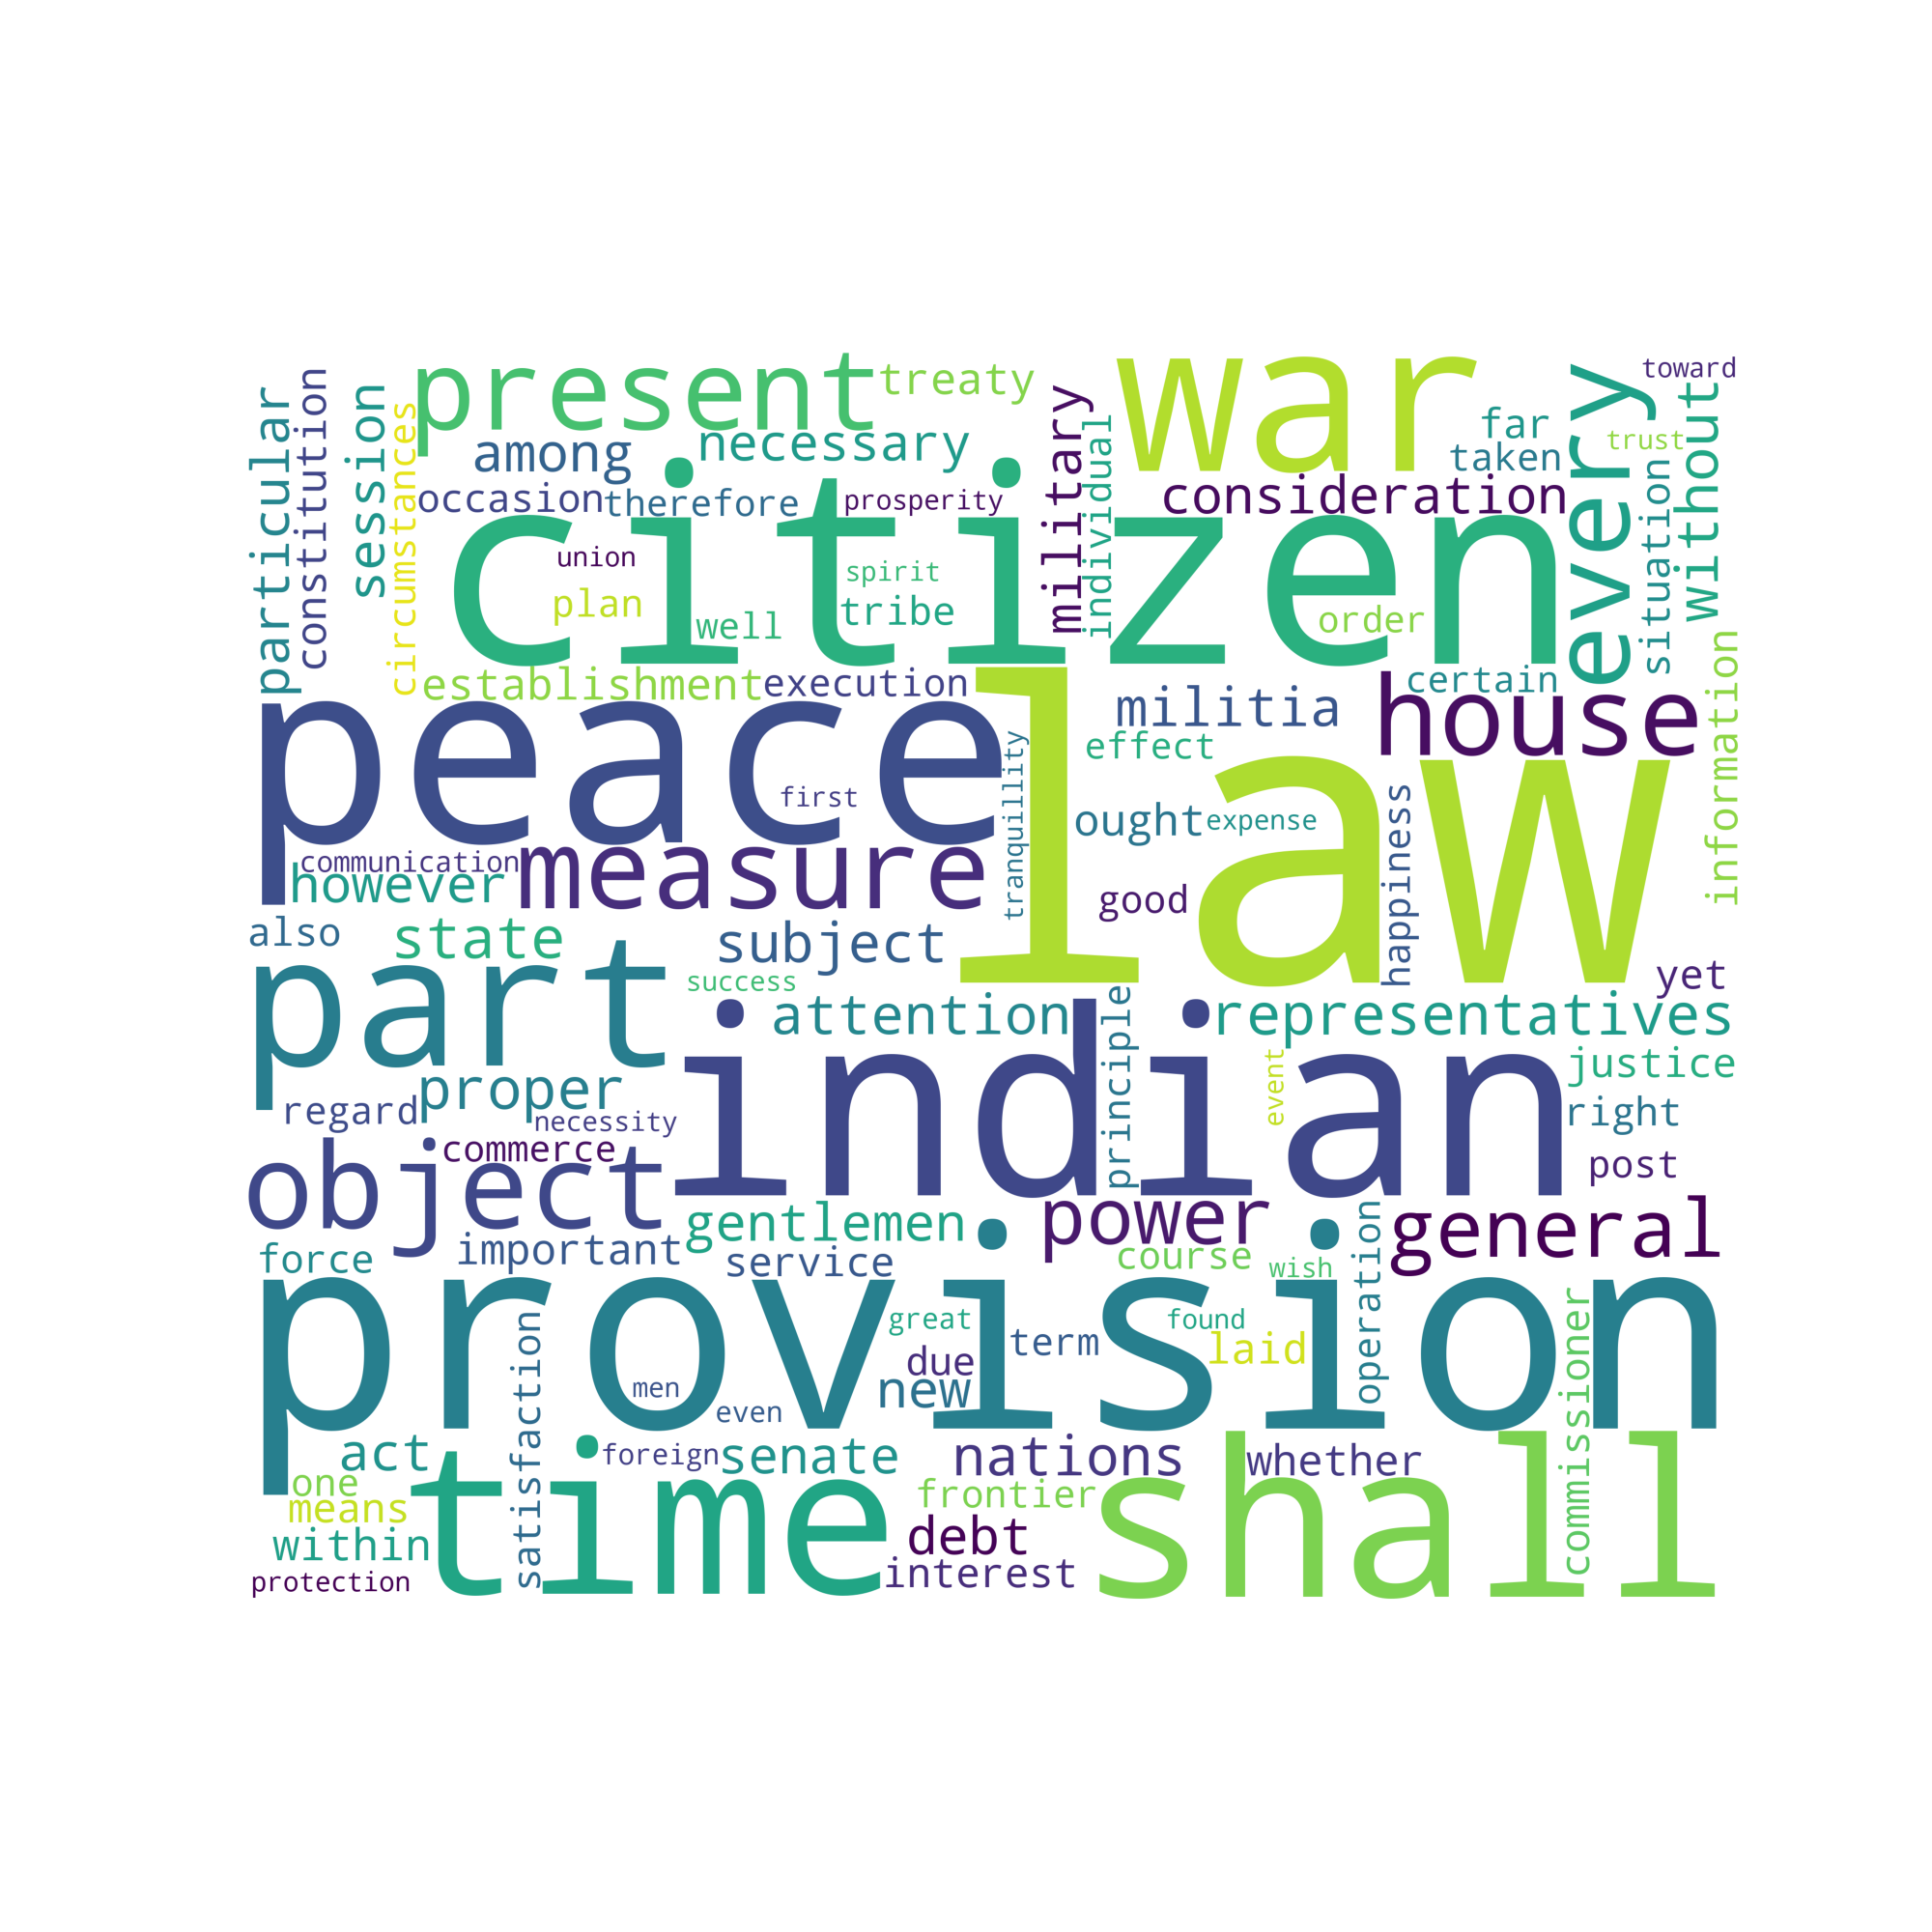 present
treaty
war
toward
particular
constitution
session
circumstances
among
necessary
military
individual
far
taken
every
trust
without
situation
occasion
therefore
prosperity
consideration
citizen
union
spirit
plan
tribe
well
order
establishment
execution
certain
militia
house
information
peace
law
effect
tranquillity
first
ought
expense
happiness
communication
however
measure
good
also
state
subject
success
yet
part
attention
representatives
indian
principle
event
justice
proper
regard
necessity
right
commerce
post
object
gentlemen
power
general
operation
force
important
service
course
wish
provision
great
found
term
laid
commissioner
satisfaction
due
men
new
even
act
foreign
senate
nations
whether
time
shall
one
means
frontier
within
debt
interest
protection